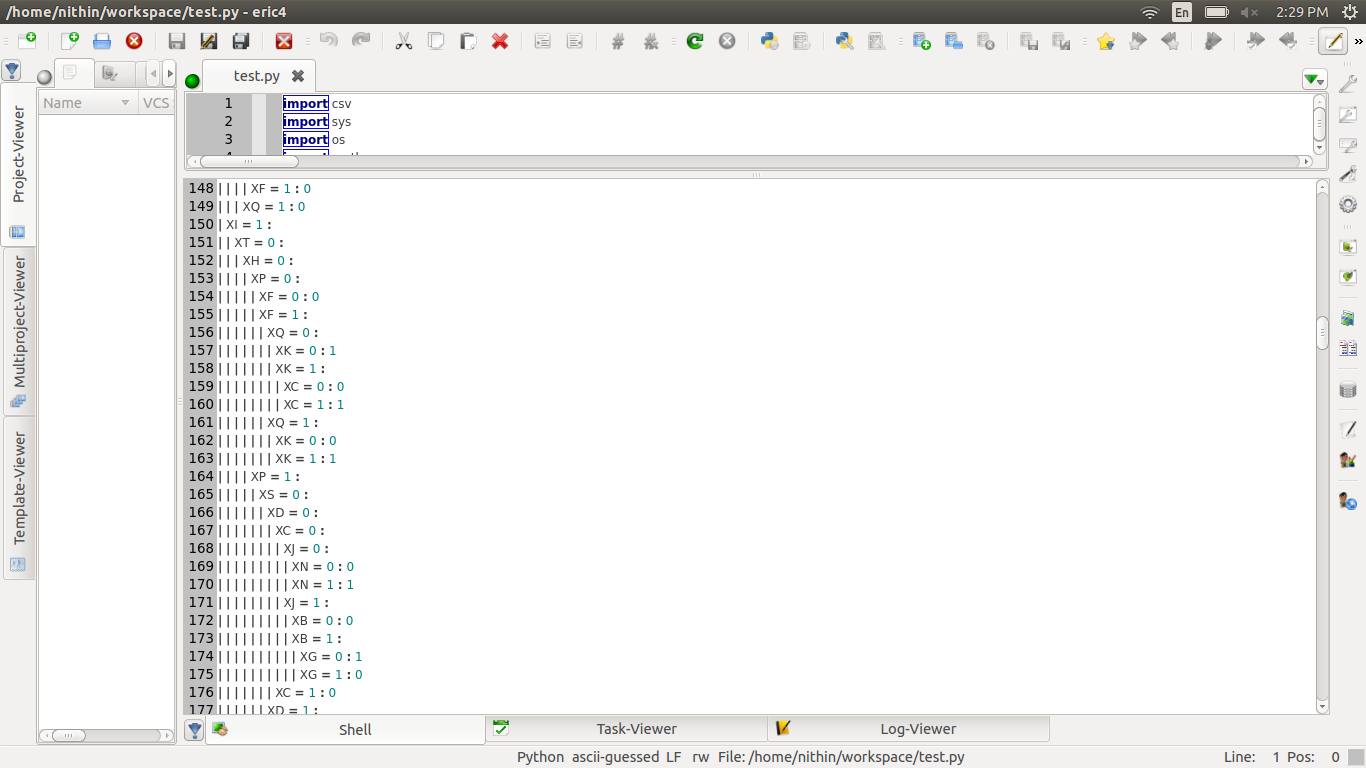 /home/nithin/workspace/test.py - eric4
En
2:29 PM
test.py
Name
VCS
Project-Viewer
Multiproject-Viewer
Template-Viewer
1 import csv
2 import sys
3 import os
148 |||| XF = 1 : 0
149 ||| XQ = 1 : 0
150 | XI = 1 :
151 || XT = 0 :
152 ||| XH = 0 :
153 |||| XP = 0 :
154 ||||| XF = 0 : 0
155 ||||| XF = 1 :
156 |||||| XQ = 0 :
157 ||||||| XK = 0 : 1
158 ||||||| XK = 1 :
159 |||||||| XC = 0 : 0
160 |||||||| XC = 1 : 1
161 |||||| XQ = 1 :
162 ||||||| XK = 0 : 0
163 ||||||| XK = 1 : 1
164 |||| XP = 1 :
165 ||||| XS = 0 :
166 |||||| XD = 0 :
167 ||||||| XC = 0 :
168 |||||||| XJ = 0 :
169 ||||||||| XN = 0 : 0
170 ||||||||| XN = 1 : 1
171 |||||||| XJ = 1 :
172 ||||||||| XB = 0 : 0
173 ||||||||| XB = 1 :
174 |||||||||| XG = 0 : 1
175 |||||||||| XG = 1 : 0
176 ||||||| XC = 1 : 0
177 |||||| XD = 1 :
Shell
Task-Viewer
Log-Viewer
Python ascii-guessed LF rw File: /home/nithin/workspace/test.py Line: 1 Pos: 0